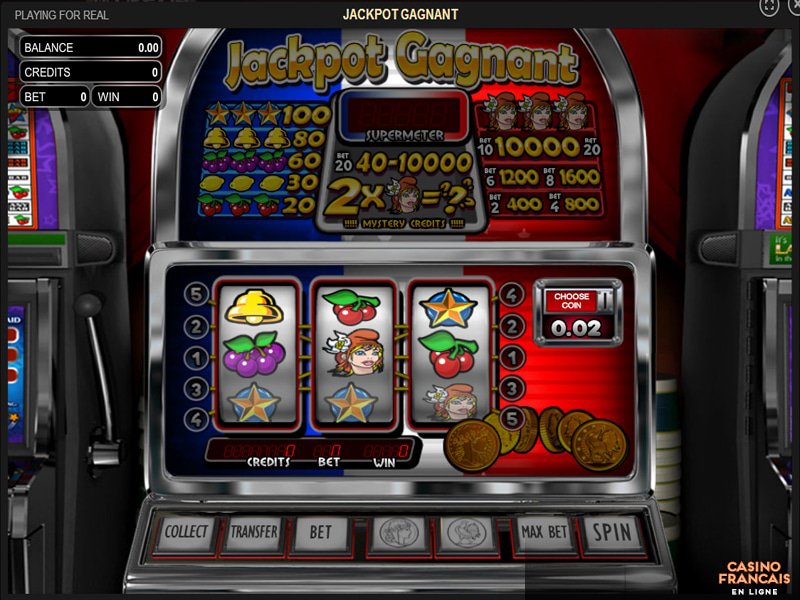 PLAYING FOR REAL
JACKPOT GAGNANT
BALANCE 0.00
CREDITS 0
BET 0 WIN 0
Jackpot Gagnant
100
80
60
30
20
SUPERMETER
BET 20 40-10000
2X =???
!!!!! MYSTERY CREDITS !!!!!
BET 10 10000 BET 20
BET 6 1200 BET 8 1600
BET 2 400 BET 4 800
5 4
2 2
1 1
3 3
4 5
CHOOSE
COIN
0.02
CREDITS BET WIN
COLLECT TRANSFER BET MAX BET SPIN
CASINO
FRANCAIS
EN LIGNE